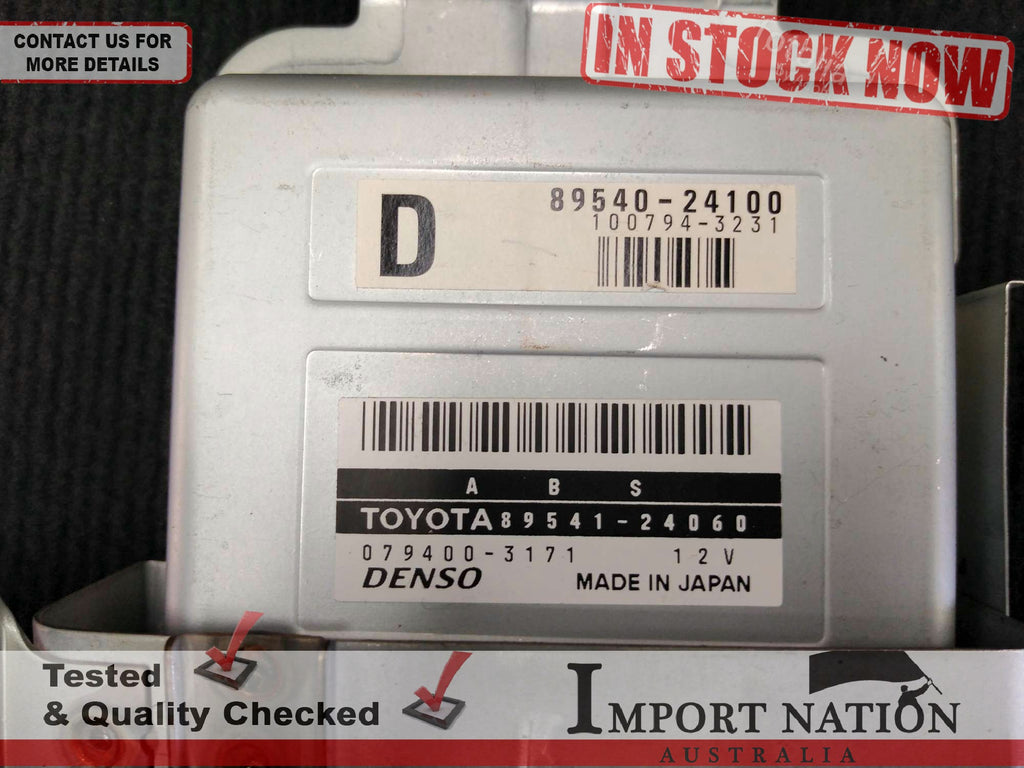 CONTACT US FOR
MORE DETAILS
IN STOCK NOW
D
89540-24100
100794-3231
A B S
TOYOTA 89541-24060
079400-3171 12V
DENSO MADE IN JAPAN
Tested
& Quality Checked
IMPORT NATION
AUSTRALIA